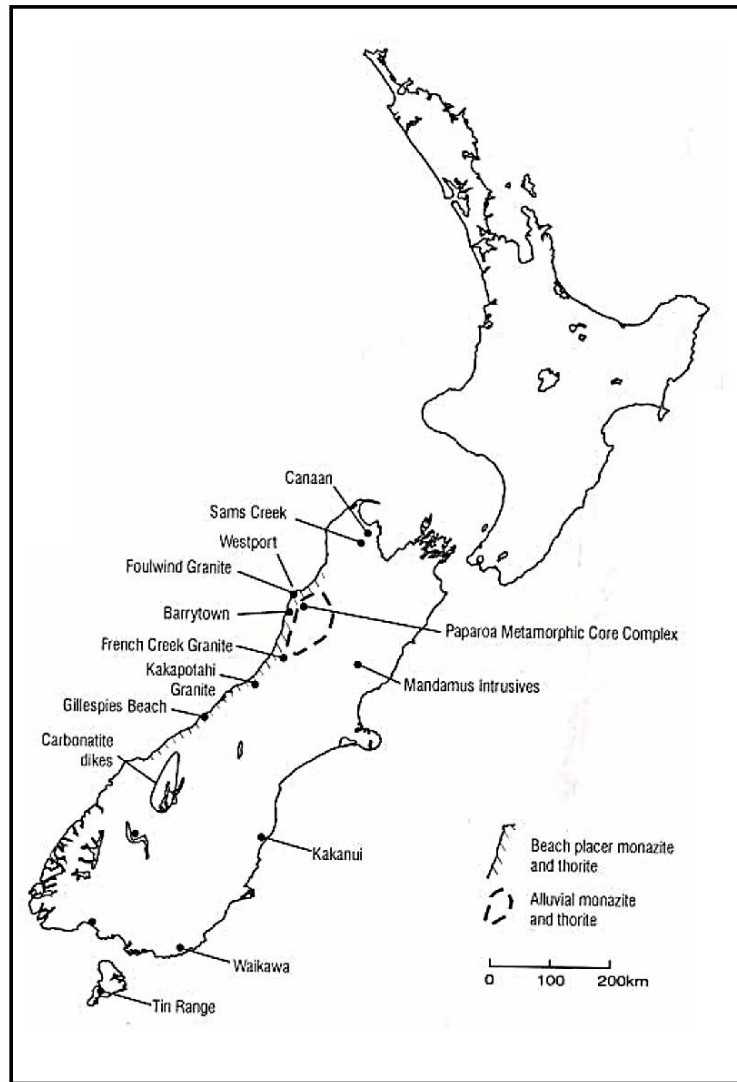 Canaan
Sams Creek
Westport
Foulwind Granite
Barrytown
Paparoa Metamorphic Core Complex
French Creek Granite
Kakapotahi
Granite
Mandamus Intrusives
Gillespies Beach
Carbonatite
dikes
Kakanui
Beach placer monazite
and thorite
Alluvial monazite
and thorite
Waikawa
0 100 200km
Tin Range